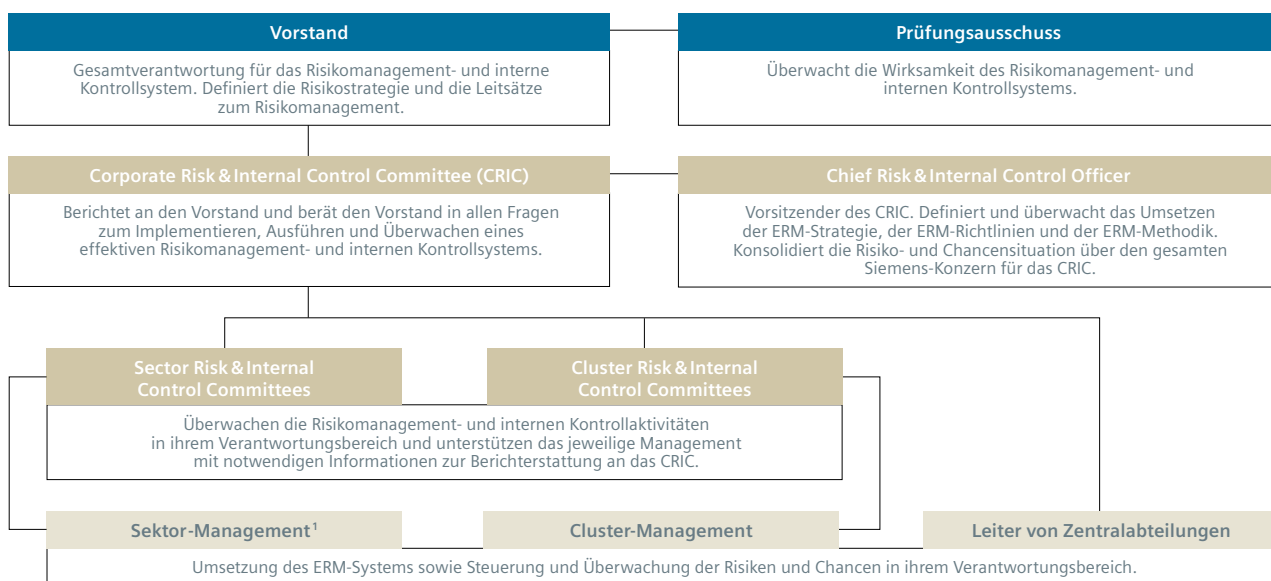 Vorstand
Gesamtverantwortung für das Risikomanagement- und interne
Kontrollsystem. Definiert die Risikostrategie und die Leitsätze
zum Risikomanagement.
Prüfungsausschuss
Überwacht die Wirksamkeit des Risikomanagement- und
internen Kontrollsystems.
Corporate Risk & Internal Control Committee (CRIC)
Berichtet an den Vorstand und berät den Vorstand in allen Fragen
zum Implementieren, Ausführen und Überwachen eines
effektiven Risikomanagement- und internen Kontrollsystems.
Chief Risk & Internal Control Officer
Vorsitzender des CRIC. Definiert und überwacht das Umsetzen
der ERM-Strategie, der ERM-Richtlinien und der ERM-Methodik.
Konsolidiert die Risiko- und Chancensituation über den gesamten
Siemens-Konzern für das CRIC.
Sector Risk & Internal
Control Committees
Cluster Risk & Internal
Control Committees
Überwachen die Risikomanagement- und internen Kontrollaktivitäten
in ihrem Verantwortungsbereich und unterstützen das jeweilige Management
mit notwendigen Informationen zur Berichterstattung an das CRIC.
Sektor-Management¹
Cluster-Management
Leiter von Zentralabteilungen
Umsetzung des ERM-Systems sowie Steuerung und Überwachung der Risiken und Chancen in ihrem Verantwortungsbereich.